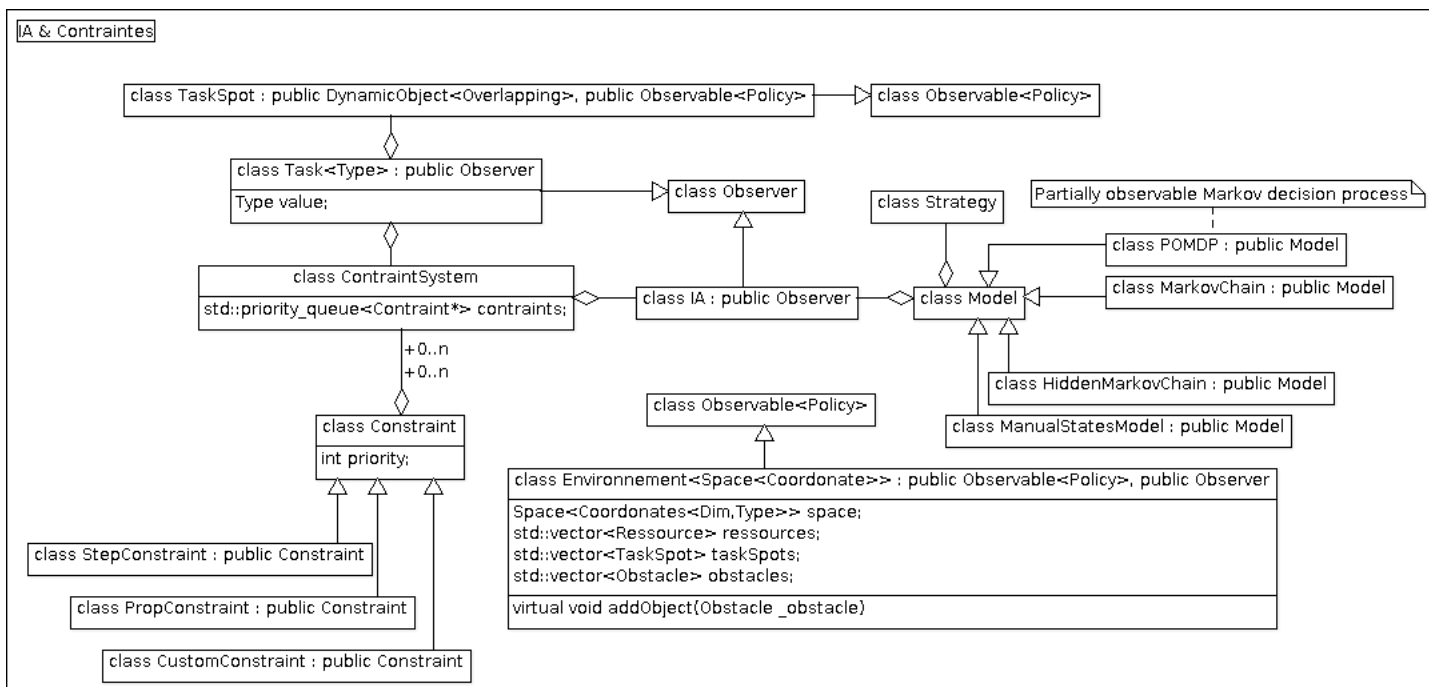 IA & Contraintes
class TaskSpot : public DynamicObject<Overlapping>, public Observable<Policy>
class Observable<Policy>
class Task<Type> : public Observer
Type value;
class Observer
class Strategy
Partially observable Markov decision process
class POMDP : public Model
class ContraintSystem
std::priority_queue<Contraint*> contraints;
class IA : public Observer
class Model
class MarkovChain : public Model
+0..n
+0..n
class HiddenMarkovChain : public Model
class ManualStatesModel : public Model
class Observable<Policy>
class Constraint
int priority;
class Environnement<Space<Coordonate>> : public Observable<Policy>, public Observer
Space<Coordonates<Dim,Type>> space;
std::vector<Ressource> ressources;
std::vector<TaskSpot> taskSpots;
std::vector<Obstacle> obstacles;
virtual void addObject(Obstacle _obstacle)
class StepConstraint : public Constraint
class PropConstraint : public Constraint
class CustomConstraint : public Constraint